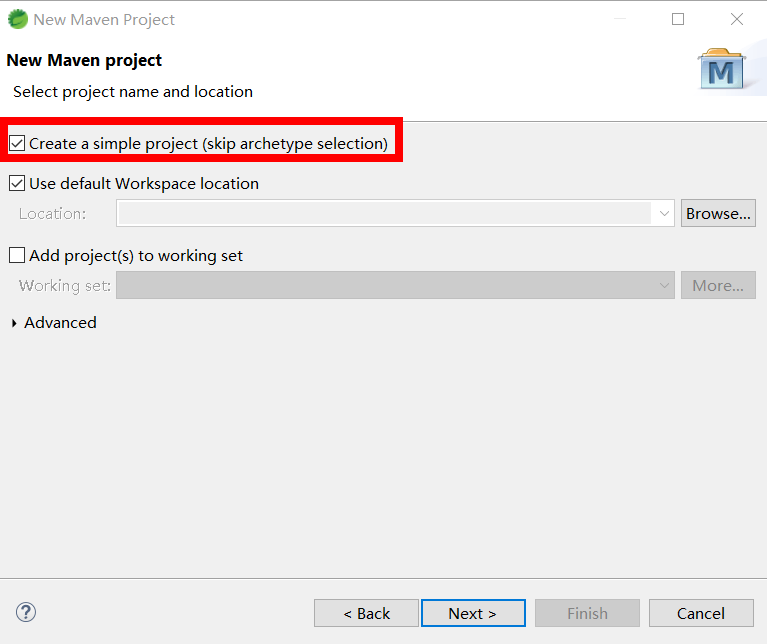 New Maven Project
New Maven project
Select project name and location
M
Create a simple project (skip archetype selection)
Use default Workspace location
Location:
Browse...
Add project(s) to working set
Working set:
More...
Advanced
?
< Back
Next >
Finish
Cancel